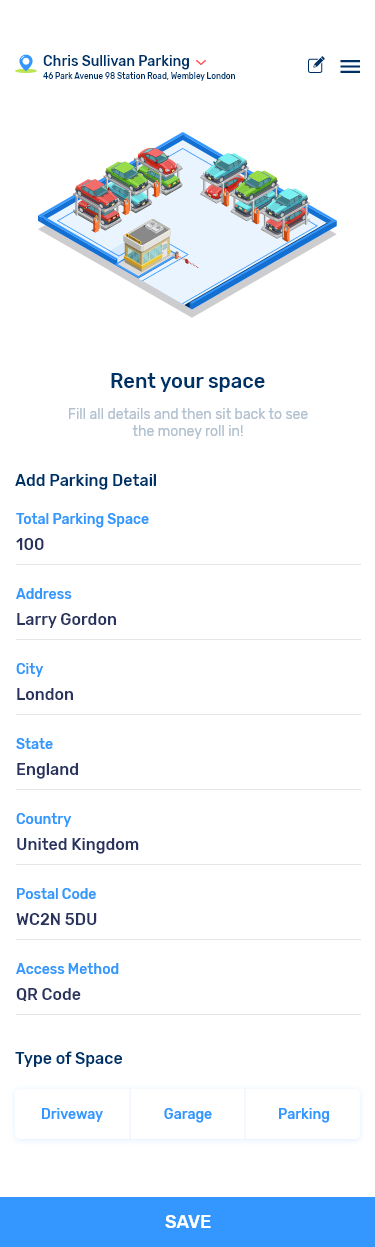 Chris Sullivan Parking
46 Park Avenue 98 Station Road, Wembley London
Rent your space
Fill all details and then sit back to see
the money roll in!
Add Parking Detail
Total Parking Space
100
Address
Larry Gordon
City
London
State
England
Country
United Kingdom
Postal Code
WC2N 5DU
Access Method
QR Code
Type of Space
Driveway Garage Parking
SAVE